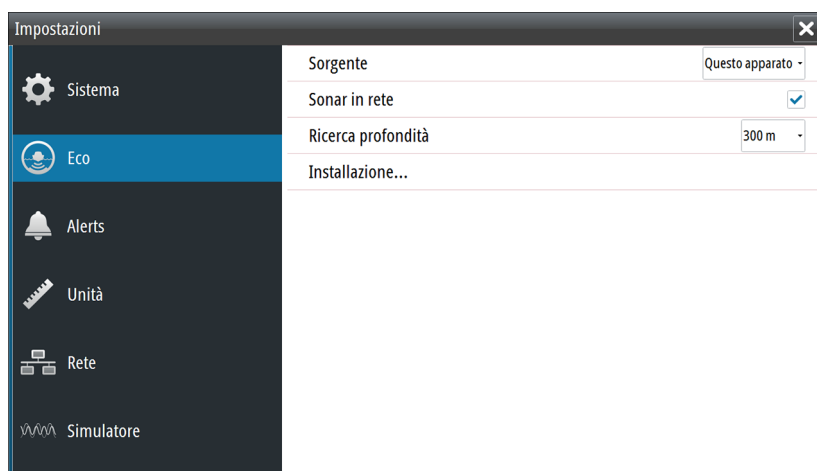 Impostazioni
Sistema
Eco
Alerts
Unità
Rete
Simulatore
Sorgente
Questo apparato
Sonar in rete
Ricerca profondità
300 m
Installazione...